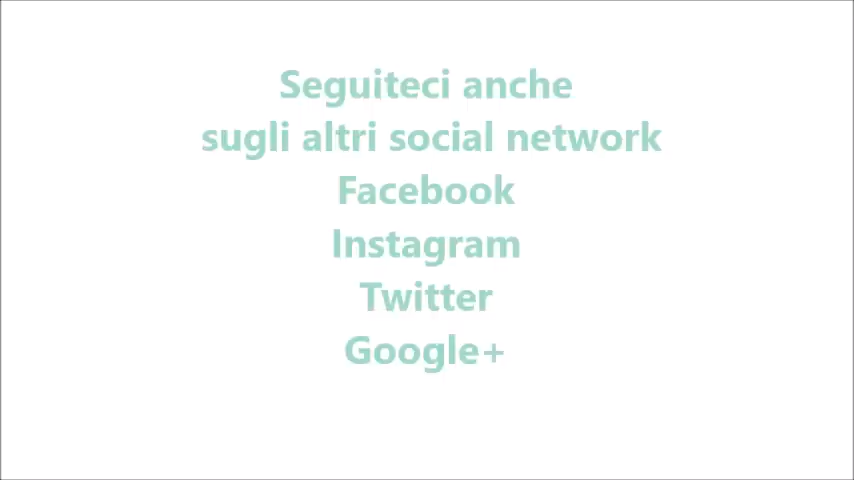 Seguiteci anche
sugli altri social network
Facebook
Instagram
Twitter
Google+